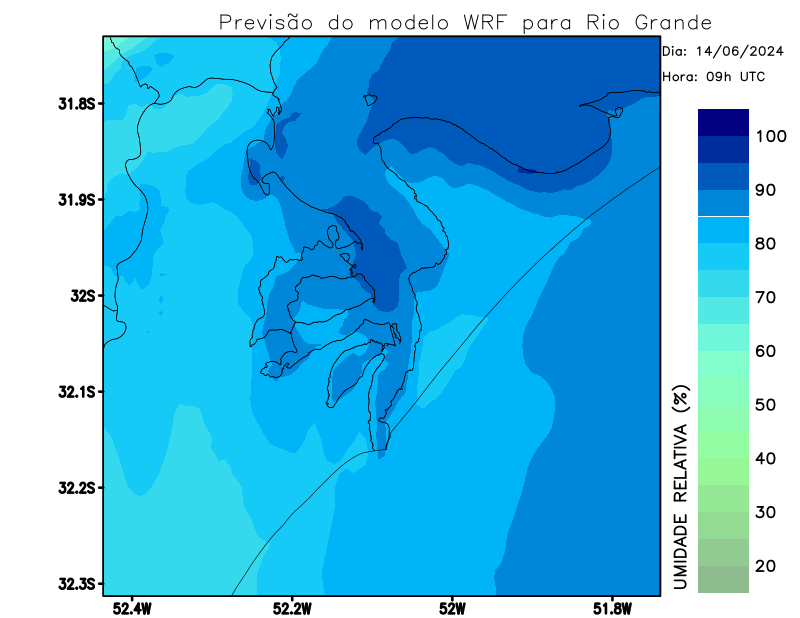 Previsão do modelo WRF para Rio Grande
Dia: 14/06/2024
Hora: 09h UTC
31.8S
31.9S
32S
32.1S
32.2S
32.3S
52.4W
52.2W
52W
51.8W
100
90
80
70
60
50
40
30
20
UMIDADE RELATIVA (%)